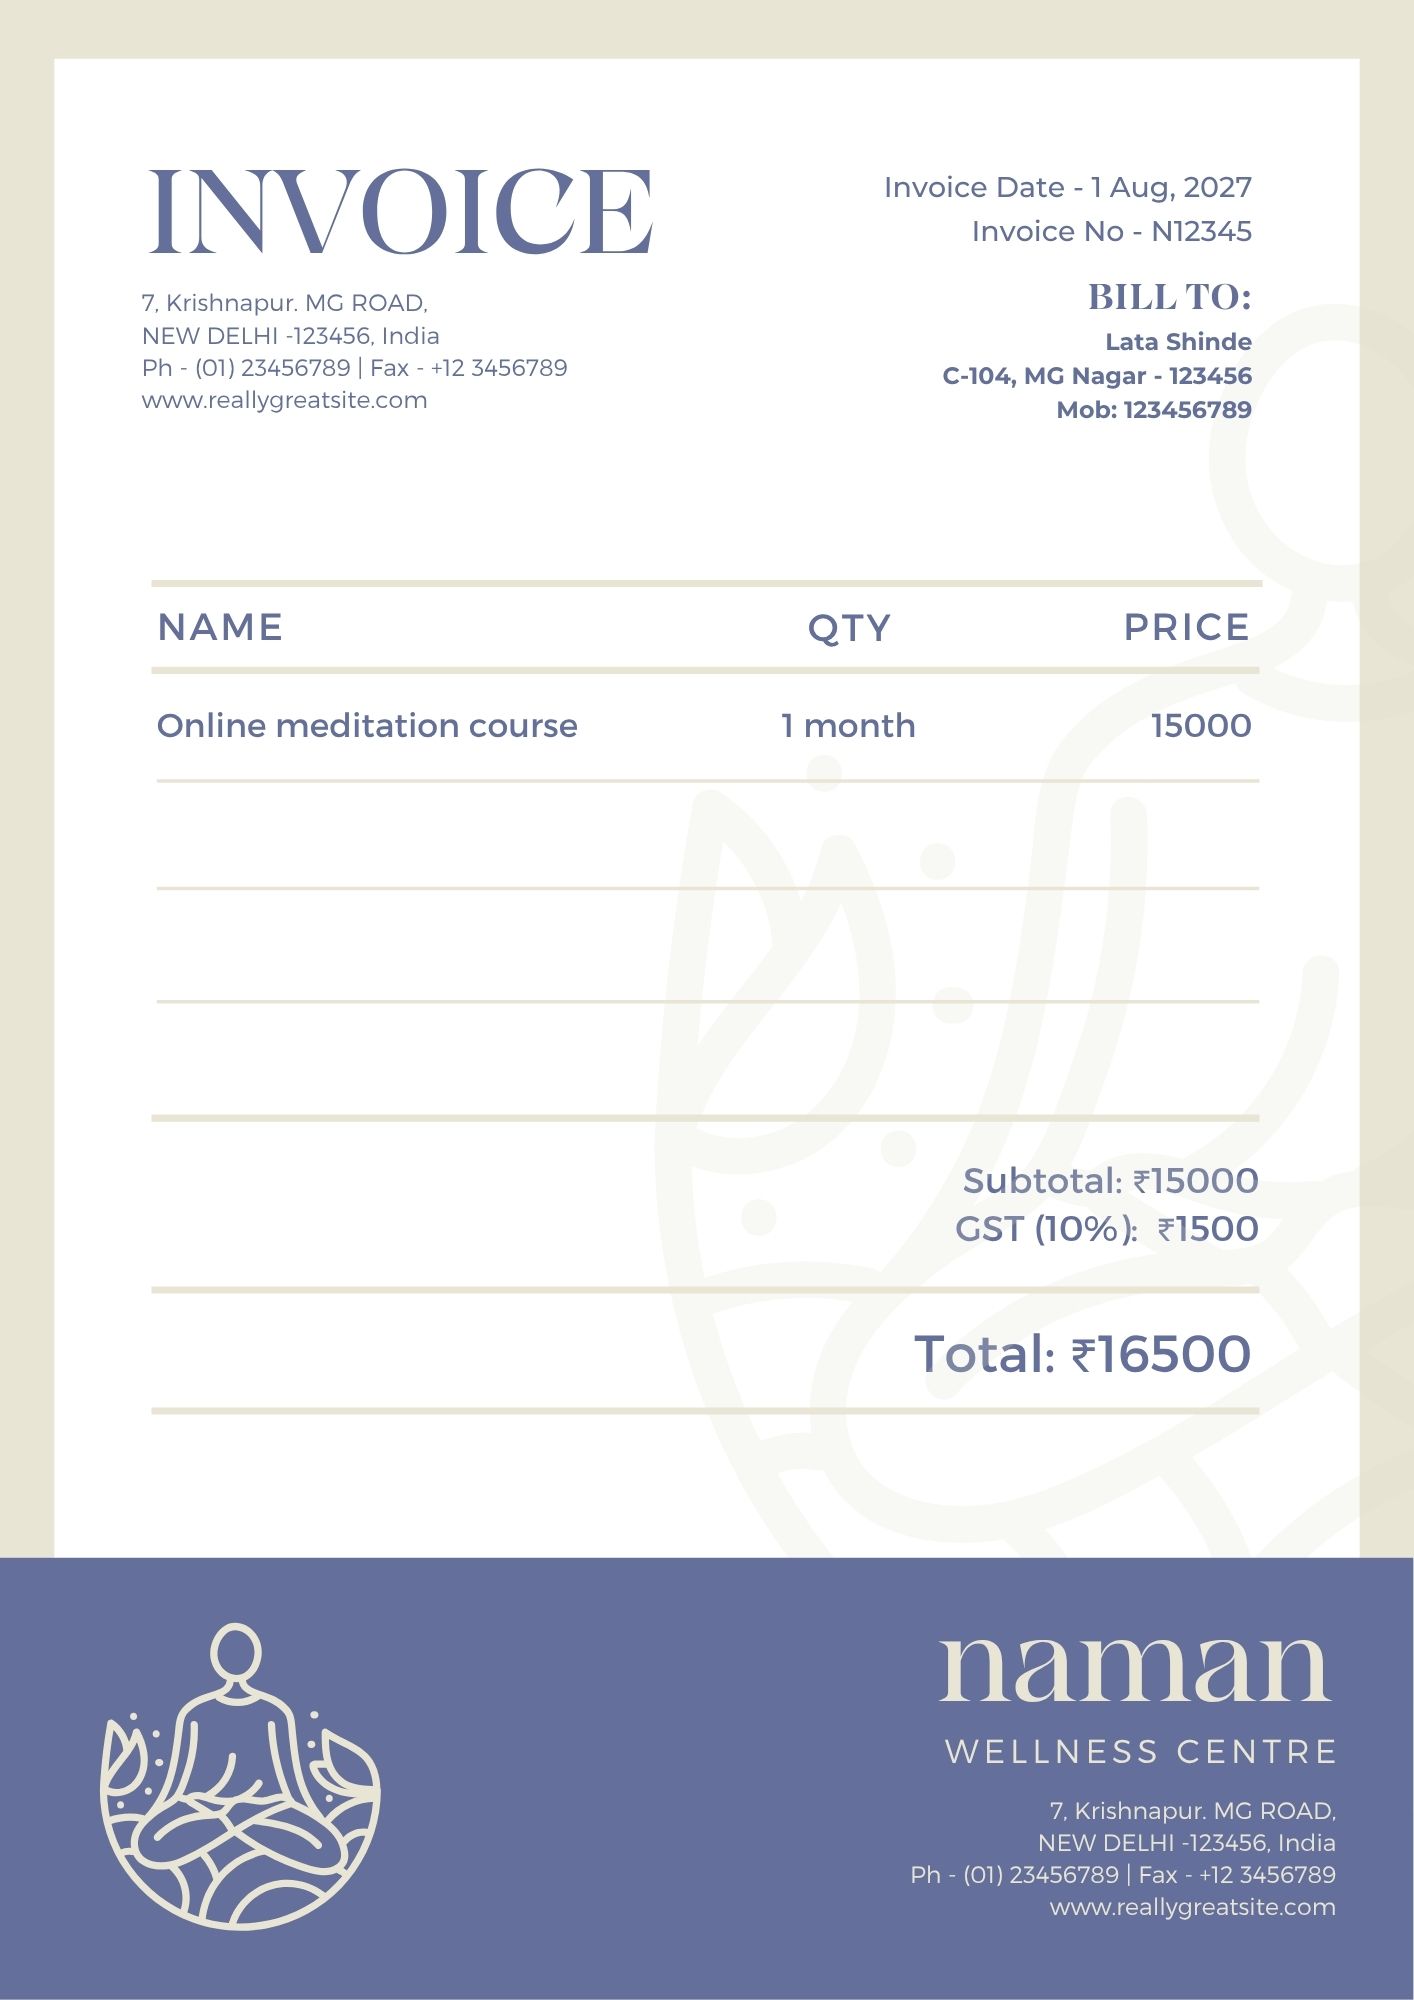 INVOICE
7, Krishnapur. MG ROAD,
NEW DELHI -123456, India
Ph - (01) 23456789 | Fax - +12 3456789
www.reallygreatsite.com
Invoice Date - 1 Aug, 2027
Invoice No - N12345
BILL TO:
Lata Shinde
C-104, MG Nagar - 123456
Mob: 123456789
NAME QTY PRICE
Online meditation course 1 month 15000
Subtotal: ₹15000
GST (10%): ₹1500
Total: ₹16500
naman
WELLNESS CENTRE
7, Krishnapur. MG ROAD,
NEW DELHI -123456, India
Ph - (01) 23456789 | Fax - +12 3456789
www.reallygreatsite.com